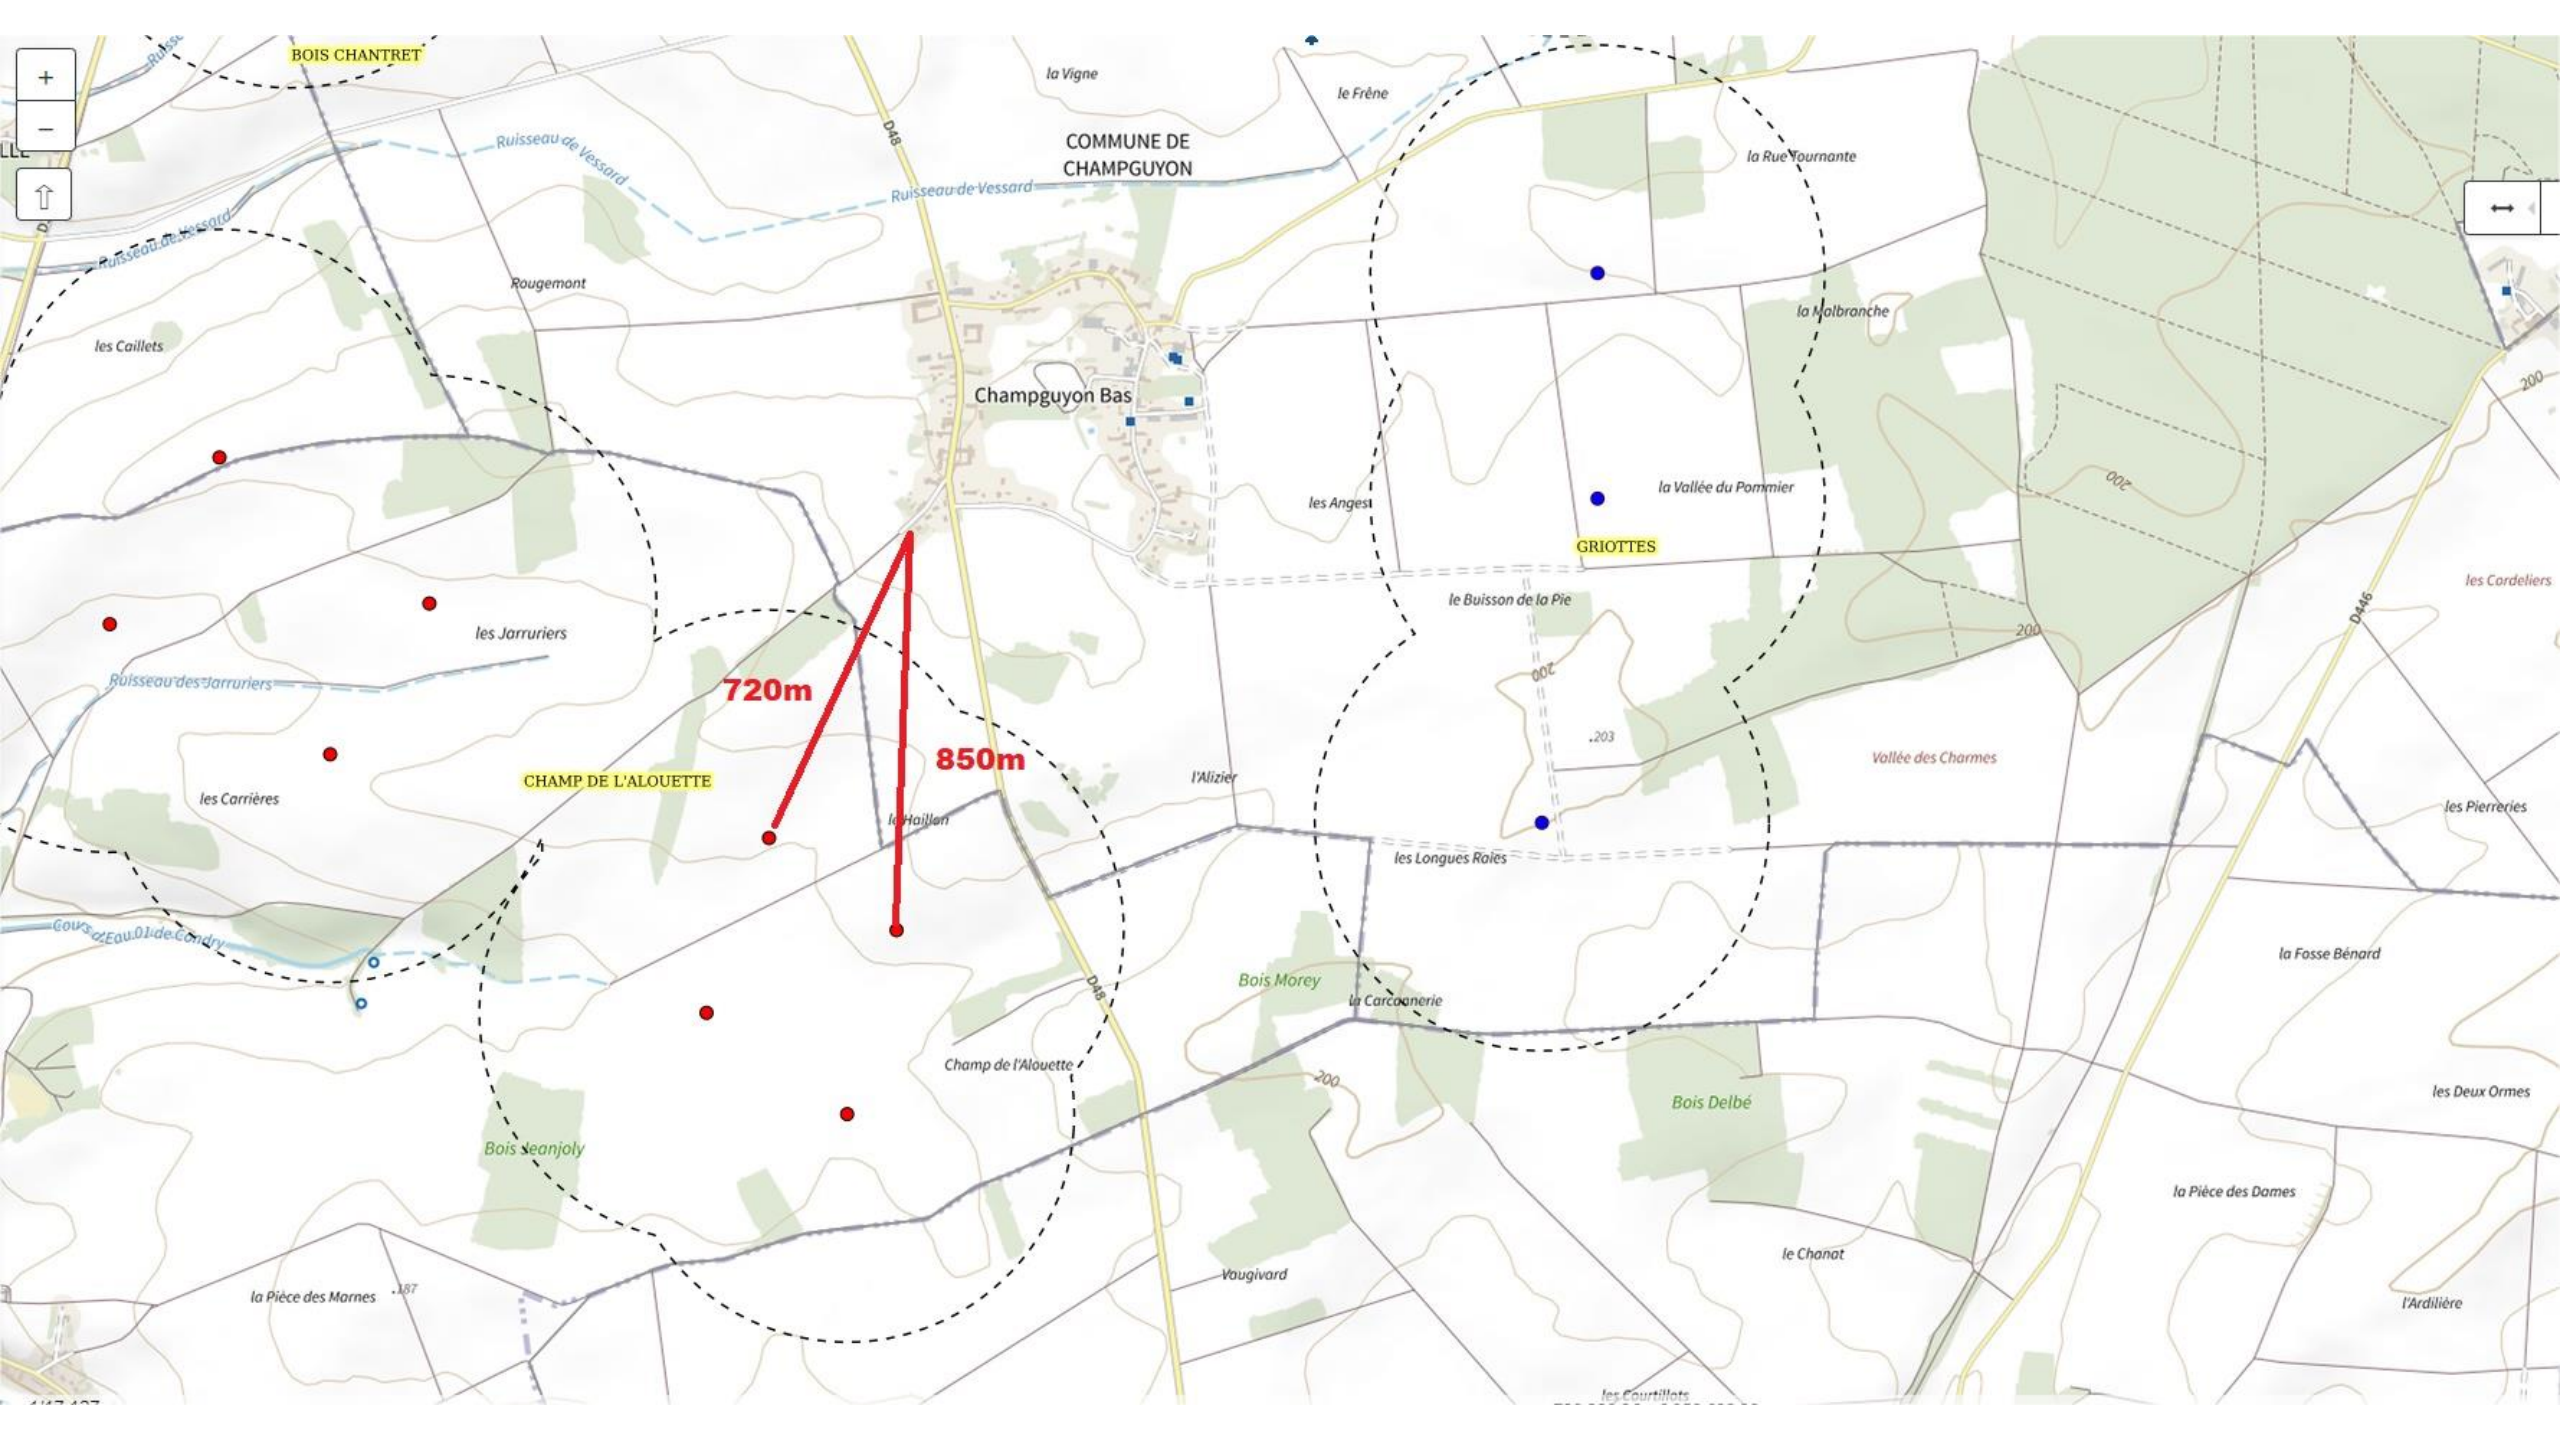 BOIS CHANTRET
la Vigne
le Frêne
D48
Ruisseau de Vessard
COMMUNE DE
CHAMPGUYON
la Rue Tournante
Ruisseau de Vessard
Ruisseau de Vessard
Rougemont
la Malbranche
les Caillets
Champguyon Bas
200
200
la Vallée du Pommier
les Anges
GRIOTTES
les Cordeliers
le Buisson de la Pie
D446
200
les Jarruriers
200
Ruisseau des Jarruriers
720m
.203
850m
Vallée des Charmes
CHAMP DE L'ALOUETTE
l'Alizier
les Carrières
les Pierreries
le Haillon
les Longues Raies
Cours d'Eau 01 de Condry
la Fosse Bénard
Bois Morey
D48
la Carconnerie
Champ de l'Alouette
200
les Deux Ormes
Bois Delbé
Bois Jeanjoly
la Pièce des Dames
le Chanat
Vaugivard
la Pièce des Marnes
.187
l'Ardilière
les Courtillots